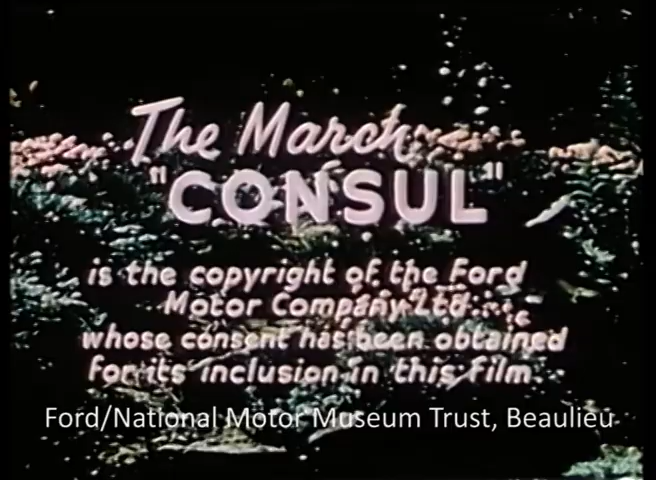 The March
"CONSUL"
is the copyright of the Ford
Motor Company Ltd
whose consent has been obtained
for its inclusion in this film.
Ford/National Motor Museum Trust, Beaulieu